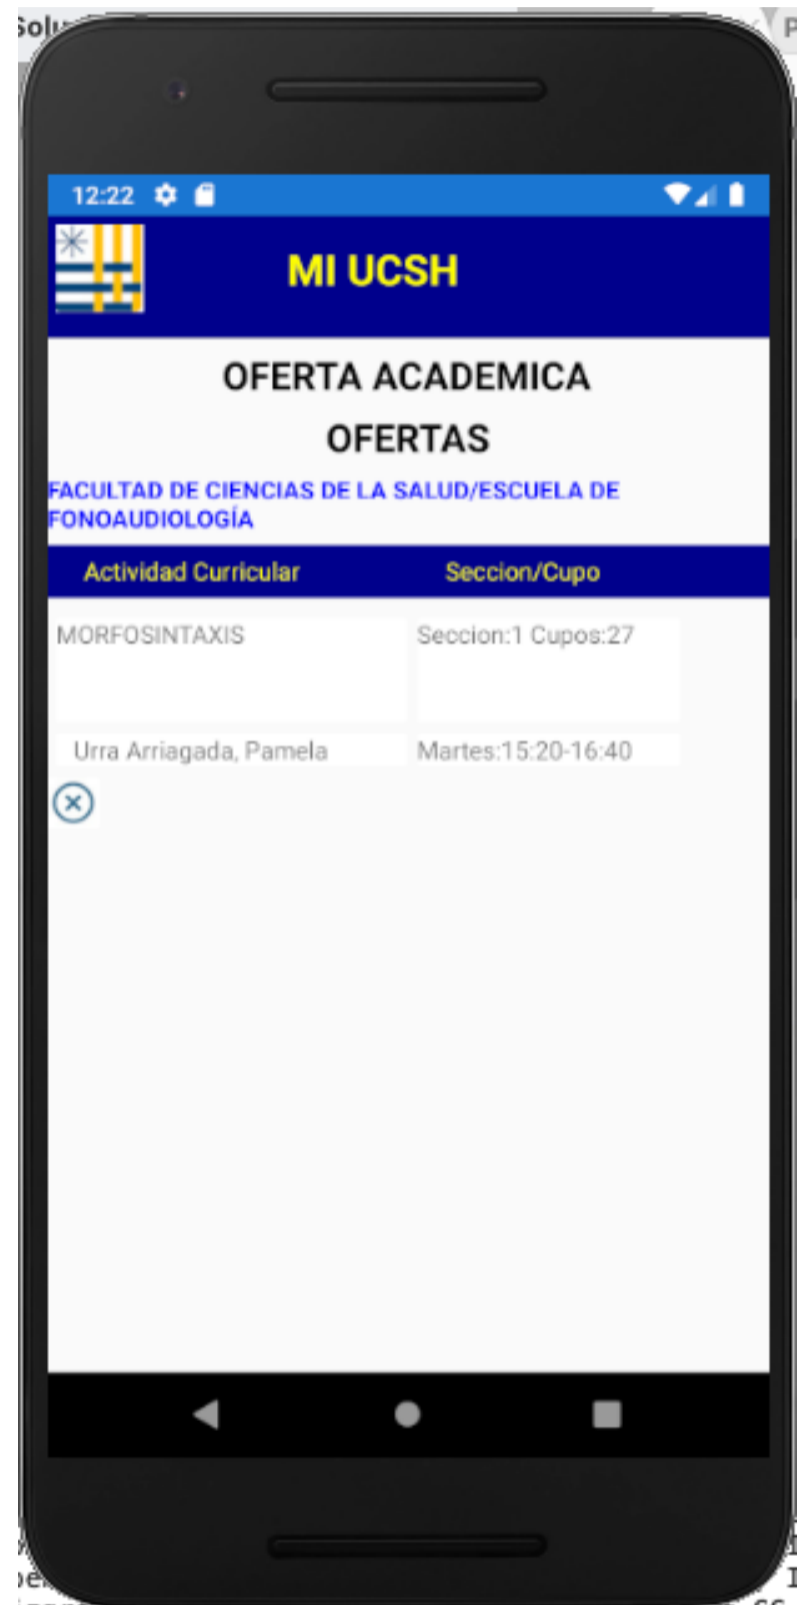 12:22
MI UCSH
OFERTA ACADEMICA
OFERTAS
FACULTAD DE CIENCIAS DE LA SALUD/ESCUELA DE
FONOAUDIOLOGÍA
Actividad Curricular Seccion/Cupo
MORFOSINTAXIS Seccion:1 Cupos:27
Urra Arriagada, Pamela Martes:15:20-16:40